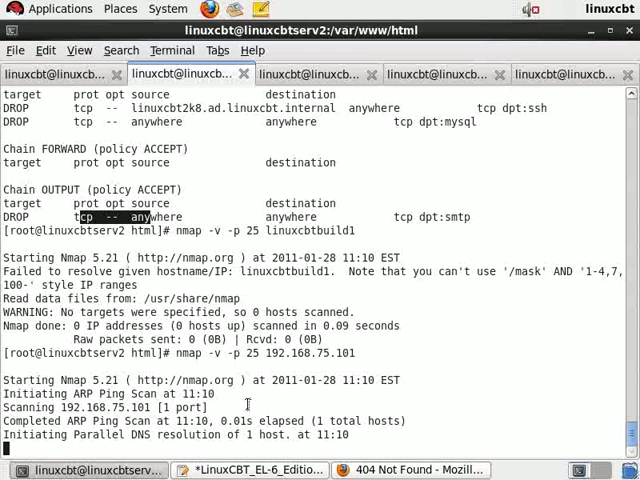 Applications Places System linuxcbt
linuxcbtserv2:/var/www/html
File Edit View Search Terminal Tabs Help
linuxcbt@linuxcb... linuxcbt@linuxcb... linuxcbt@linuxcb... linuxcbt@linuxcb... linuxcbt@linuxcb...
target prot opt source destination
DROP tcp -- linuxcbt2k8.ad.linuxcbt.internal anywhere tcp dpt:ssh
DROP tcp -- anywhere anywhere tcp dpt:mysql
Chain FORWARD (policy ACCEPT)
target prot opt source destination
Chain OUTPUT (policy ACCEPT)
target prot opt source destination
DROP tcp -- anywhere anywhere tcp dpt:smtp
[root@linuxcbtserv2 html]# nmap -v -p 25 linuxcbtbuild1
Starting Nmap 5.21 ( http://nmap.org ) at 2011-01-28 11:10 EST
Failed to resolve given hostname/IP: linuxcbtbuild1. Note that you can't use '/mask' AND '1-4,7,
100-' style IP ranges
Read data files from: /usr/share/nmap
WARNING: No targets were specified, so 0 hosts scanned.
Nmap done: 0 IP addresses (0 hosts up) scanned in 0.09 seconds
Raw packets sent: 0 (0B) | Rcvd: 0 (0B)
[root@linuxcbtserv2 html]# nmap -v -p 25 192.168.75.101
Starting Nmap 5.21 ( http://nmap.org ) at 2011-01-28 11:10 EST
Initiating ARP Ping Scan at 11:10
Scanning 192.168.75.101 [1 port]
Completed ARP Ping Scan at 11:10, 0.01s elapsed (1 total hosts)
Initiating Parallel DNS resolution of 1 host. at 11:10
linuxcbt@linuxcbtserv... *LinuxCBT_EL-6_Editio... 404 Not Found - Mozill...